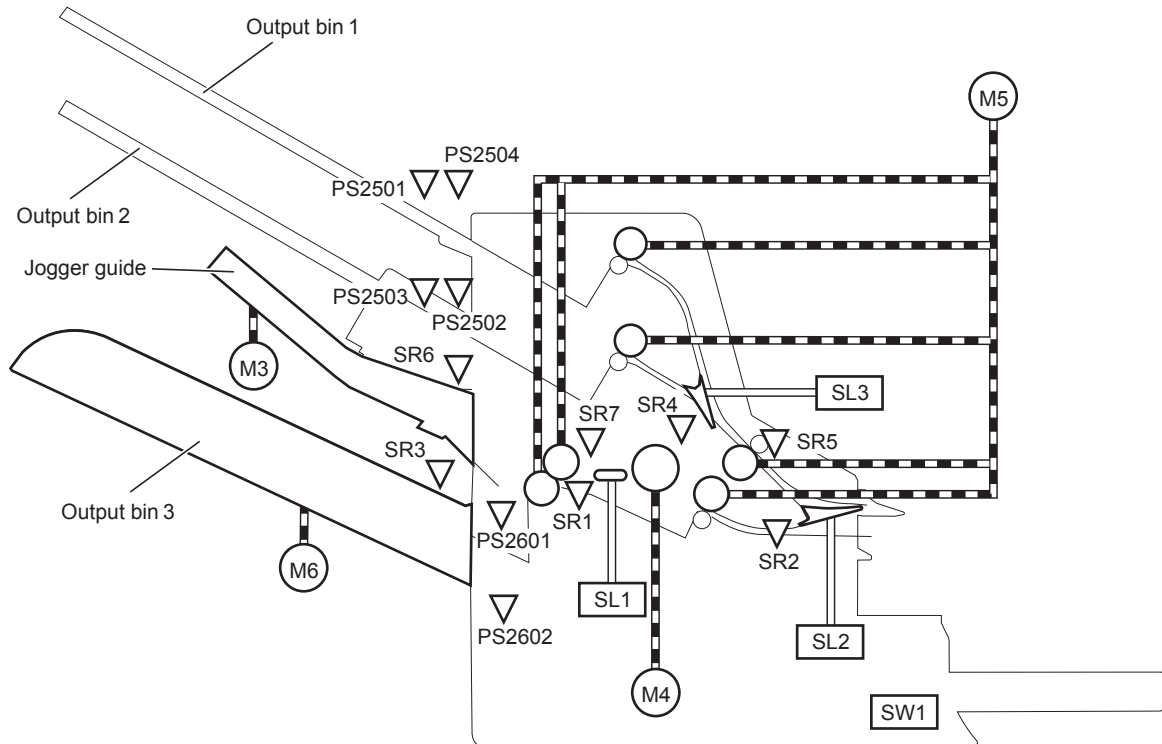 Output bin 1
M5
PS2504
PS2501
Output bin 2
Jogger guide
PS2503
PS2502
M3
SR6
SL3
SR7
SR4
SR5
SR3
SR1
Output bin 3
PS2601
SR2
M6
SL1
PS2602
SL2
M4
SW1